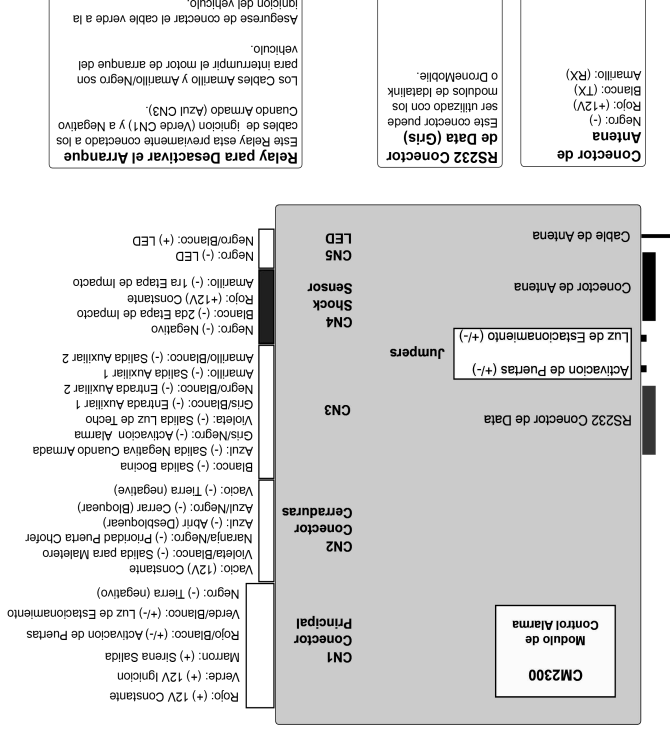 CM2300
Modulo de
Control Alarma
RS232 Conector de Data
Activacion de Puertas (+/-)
Luz de Estacionamiento (+/-)
Jumpers
Conector de Antena
Cable de Antena
CN1
Conector
Principal
Rojo: (+) 12V Constante
Verde: (+) 12V Ignicion
Marron: (+) Sirena Salida
Rojo/Blanco: (+/-) Activacion de Puertas
Verde/Blanco: (+/-) Luz de Estacionamiento
Negro: (-) Tierra (negativo)
CN2
Conector
Cerraduras
Vacio: (12V) Constante
Violeta/Blanco: (-) Salida para Maletero
Naranja/Negro: (-) Prioridad Puerta Chofer
Azul: (-) Abrir (Desbloquear)
Azul/Negro: (-) Cerrar (Bloquear)
Vacio: (-) Tierra (negative)
CN3
Blanco: (-) Salida Bocina
Azul: (-) Salida Negativa Cuando Armada
Gris/Negro: (-) Activacion Alarma
Violeta: (-) Salida Luz de Techo
Gris/Blanco: (-) Entrada Auxiliar 1
Negro/Blanco: (-) Entrada Auxiliar 2
Amarillo: (-) Salida Auxiliar 1
Amarillo/Blanco: (-) Salida Auxiliar 2
CN4
Shock
Sensor
Negro: (-) Negativo
Blanco: (-) 2da Etapa de Impacto
Rojo: (+12V) Constante
Amarillo: (-) 1ra Etapa de Impacto
CN5
LED
Negro: (-) LED
Negro/Blanco: (+) LED
Conector de
Antena
Negro: (-)
Rojo: (+12V)
Blanco: (TX)
Amarillo: (RX)
RS232 Conector
de Data (Gris)
Este conector puede
ser utilizado con los
modulos de Idatalink
o DroneMobile.
Relay para Desactivar el Arranque
Este Relay esta previamente conectado a los
cables de ignicion (Verde CN1) y a Negativo
Cuando Armado (Azul CN3).
Los Cables Amarillo y Amarillo/Negro son
para interrumpir el motor de arranque del
vehiculo.
Asegurese de conectar el cable verde a la
ignicion del vehiculo.